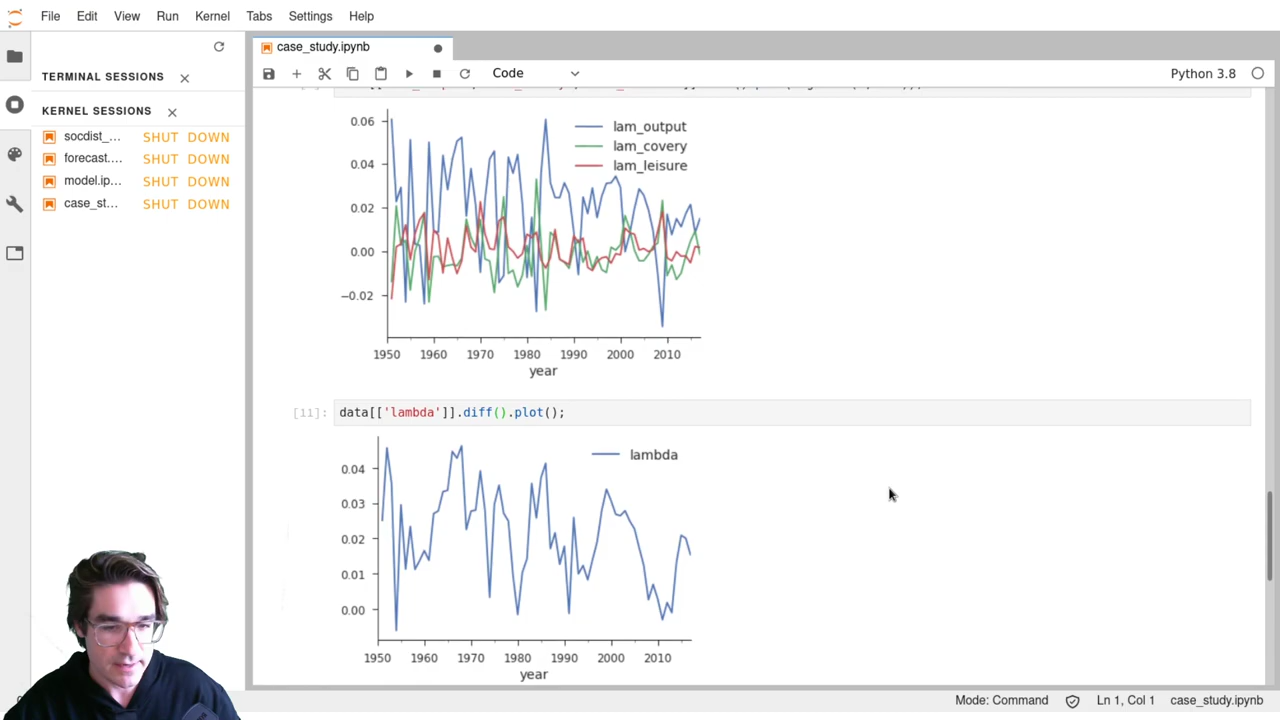 File Edit View Run Kernel Tabs Settings Help
case_study.ipynb
TERMINAL SESSIONS
KERNEL SESSIONS
socdist_... SHUT DOWN
forecast.... SHUT DOWN
model.ip... SHUT DOWN
case_st... SHUT DOWN
Code
Python 3.8
0.06
0.04
0.02
0.00
−0.02
lam_output
lam_covery
lam_leisure
1950 1960 1970 1980 1990 2000 2010
year
[11]: data[['lambda']].diff().plot();
lambda
0.04
0.03
0.02
0.01
0.00
1950 1960 1970 1980 1990 2000 2010
year
Mode: Command Ln 1, Col 1 case_study.ipynb